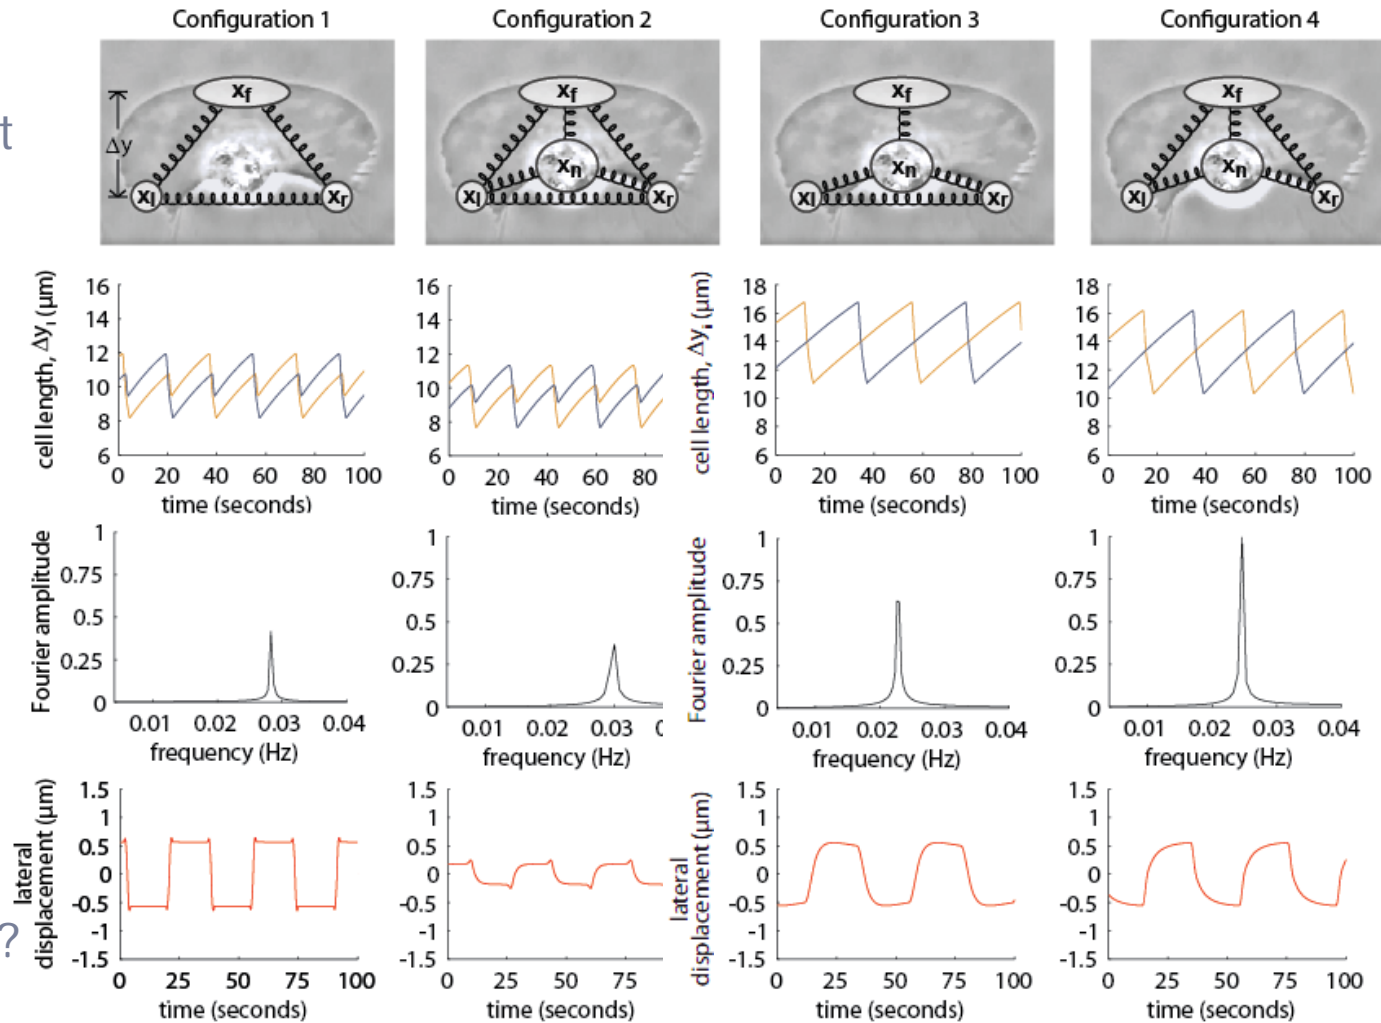 Configuration 1
Configuration 2
Configuration 3
Configuration 4
t
Δy
xf
xl
xr
xf
xn
xl
xr
xf
xn
xl
xr
xf
xn
xl
xr
cell length, Δyi (μm)
16
14
12
10
8
6
0 20 40 60 80 100
time (seconds)
16
14
12
10
8
6
0 20 40 60 80
time (seconds)
cell length, Δyi (μm)
18
16
14
12
10
8
6
0 20 40 60 80 100
time (seconds)
18
16
14
12
10
8
6
0 20 40 60 80 100
time (seconds)
Fourier amplitude
1
0.75
0.5
0.25
0
0.01 0.02 0.03 0.04
frequency (Hz)
1
0.75
0.5
0.25
0
0.01 0.02 0.03
frequency (Hz)
Fourier amplitude
1
0.75
0.5
0.25
0
0.01 0.02 0.03 0.04
frequency (Hz)
1
0.75
0.5
0.25
0
0.01 0.02 0.03 0.04
frequency (Hz)
?
lateral
displacement (μm)
1.5
1
0.5
0
-0.5
-1
-1.5
0 25 50 75 100
time (seconds)
1.5
1
0.5
0
-0.5
-1
-1.5
0 25 50 75
time (seconds)
lateral
displacement (μm)
1.5
1
0.5
0
-0.5
-1
-1.5
0 25 50 75 100
time (seconds)
1.5
1
0.5
0
-0.5
-1
-1.5
0 25 50 75 100
time (seconds)